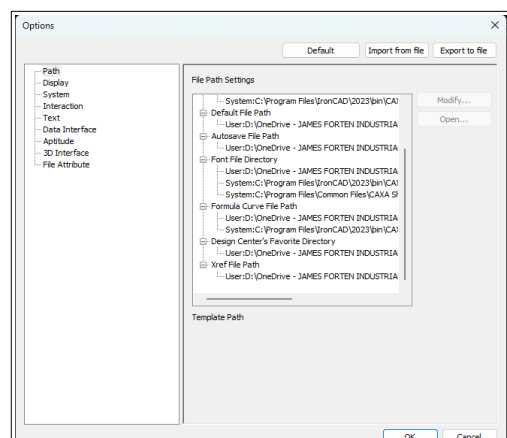 Options
Default Import from file Export to file
Path
Display
System
Interaction
Text
Data Interface
Aptitude
3D Interface
File Attribute
File Path Settings
System:C:\Program Files\IronCAD\2023\bin\CAX
Default File Path
User:D:\OneDrive - JAMES FORTEN INDUSTRIA
Autosave File Path
User:D:\OneDrive - JAMES FORTEN INDUSTRIA
Font File Directory
User:D:\OneDrive - JAMES FORTEN INDUSTRIA
System:C:\Program Files\IronCAD\2023\bin\CAX
System:C:\Program Files\Common Files\CAXA Sh
Formula Curve File Path
User:D:\OneDrive - JAMES FORTEN INDUSTRIA
System:C:\Program Files\IronCAD\2023\bin\CAX
Design Center's Favorite Directory
User:D:\OneDrive - JAMES FORTEN INDUSTRIA
Xref File Path
User:D:\OneDrive - JAMES FORTEN INDUSTRIA
Modify...
Open...
Template Path
OK Cancel